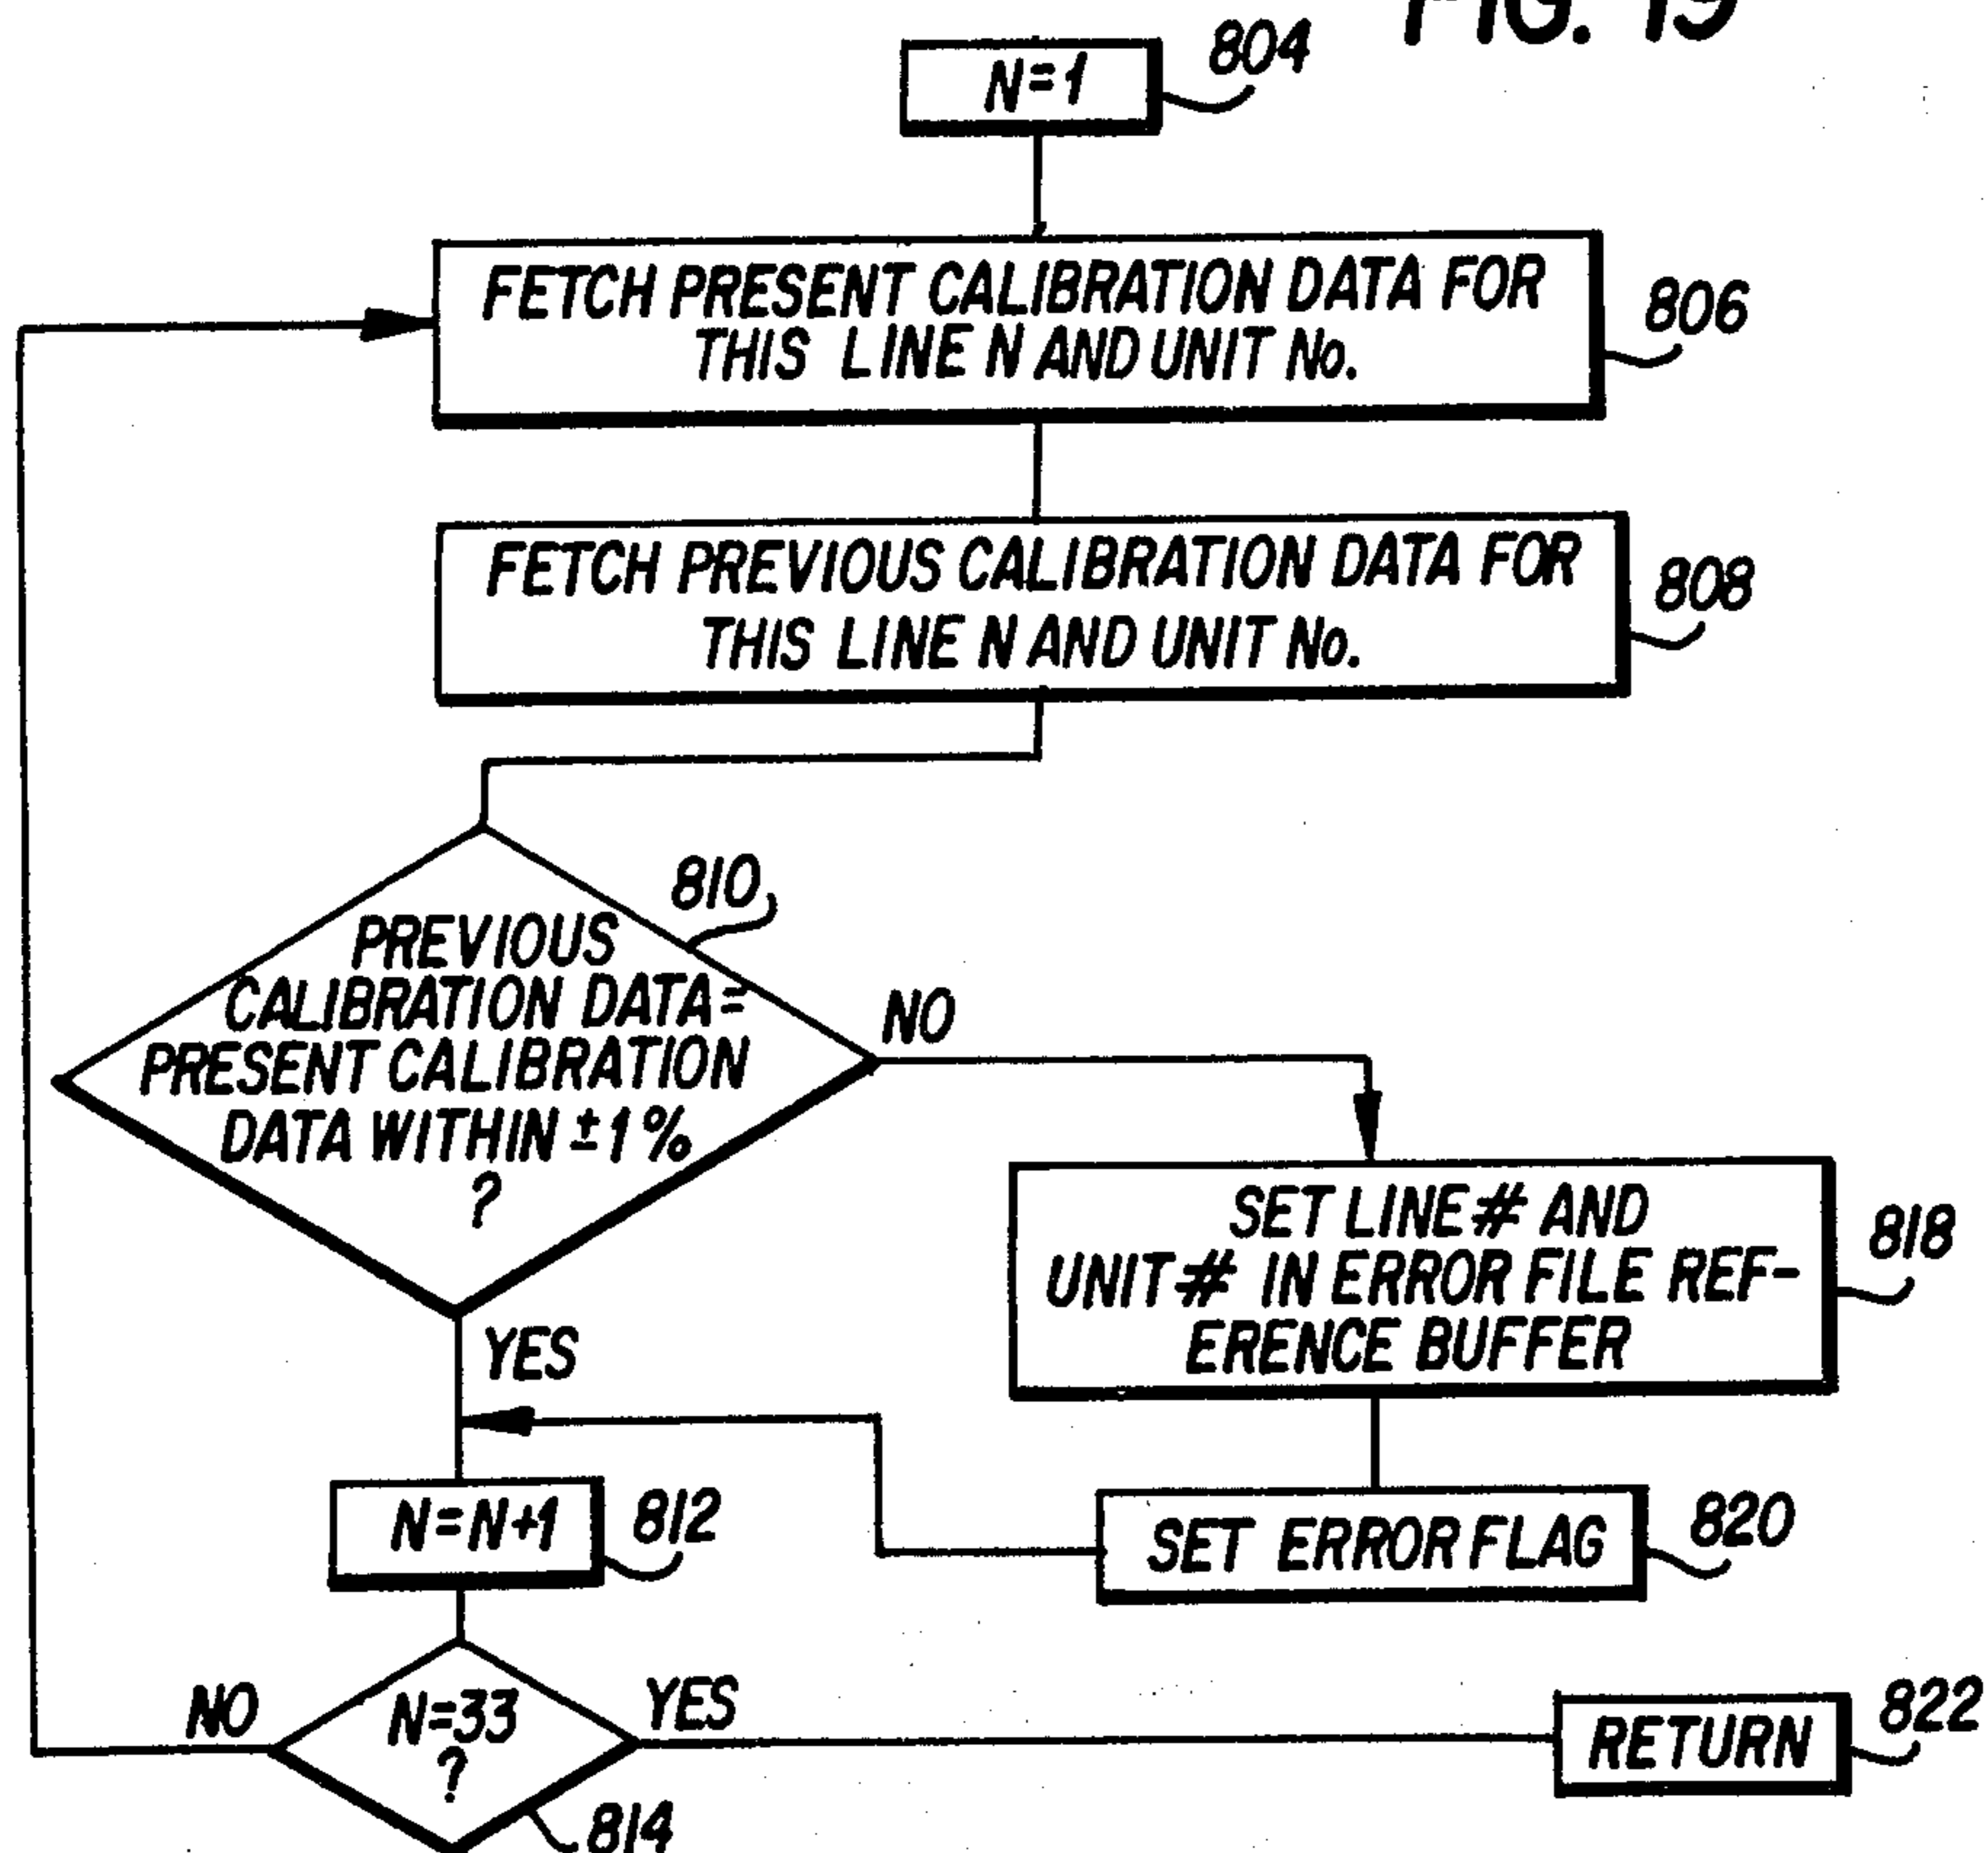 FIG. 19
N=1
804
FETCH PRESENT CALIBRATION DATA FOR
THIS LINE N AND UNIT No.
806
FETCH PREVIOUS CALIBRATION DATA FOR
THIS LINE N AND UNIT No.
808
810
PREVIOUS
CALIBRATION DATA=
PRESENT CALIBRATION
DATA WITHIN ±1%
?
NO
YES
SET LINE# AND
UNIT# IN ERROR FILE REF-
ERENCE BUFFER
818
N=N+1
812
SET ERROR FLAG
820
NO
N=33
?
YES
814
RETURN
822